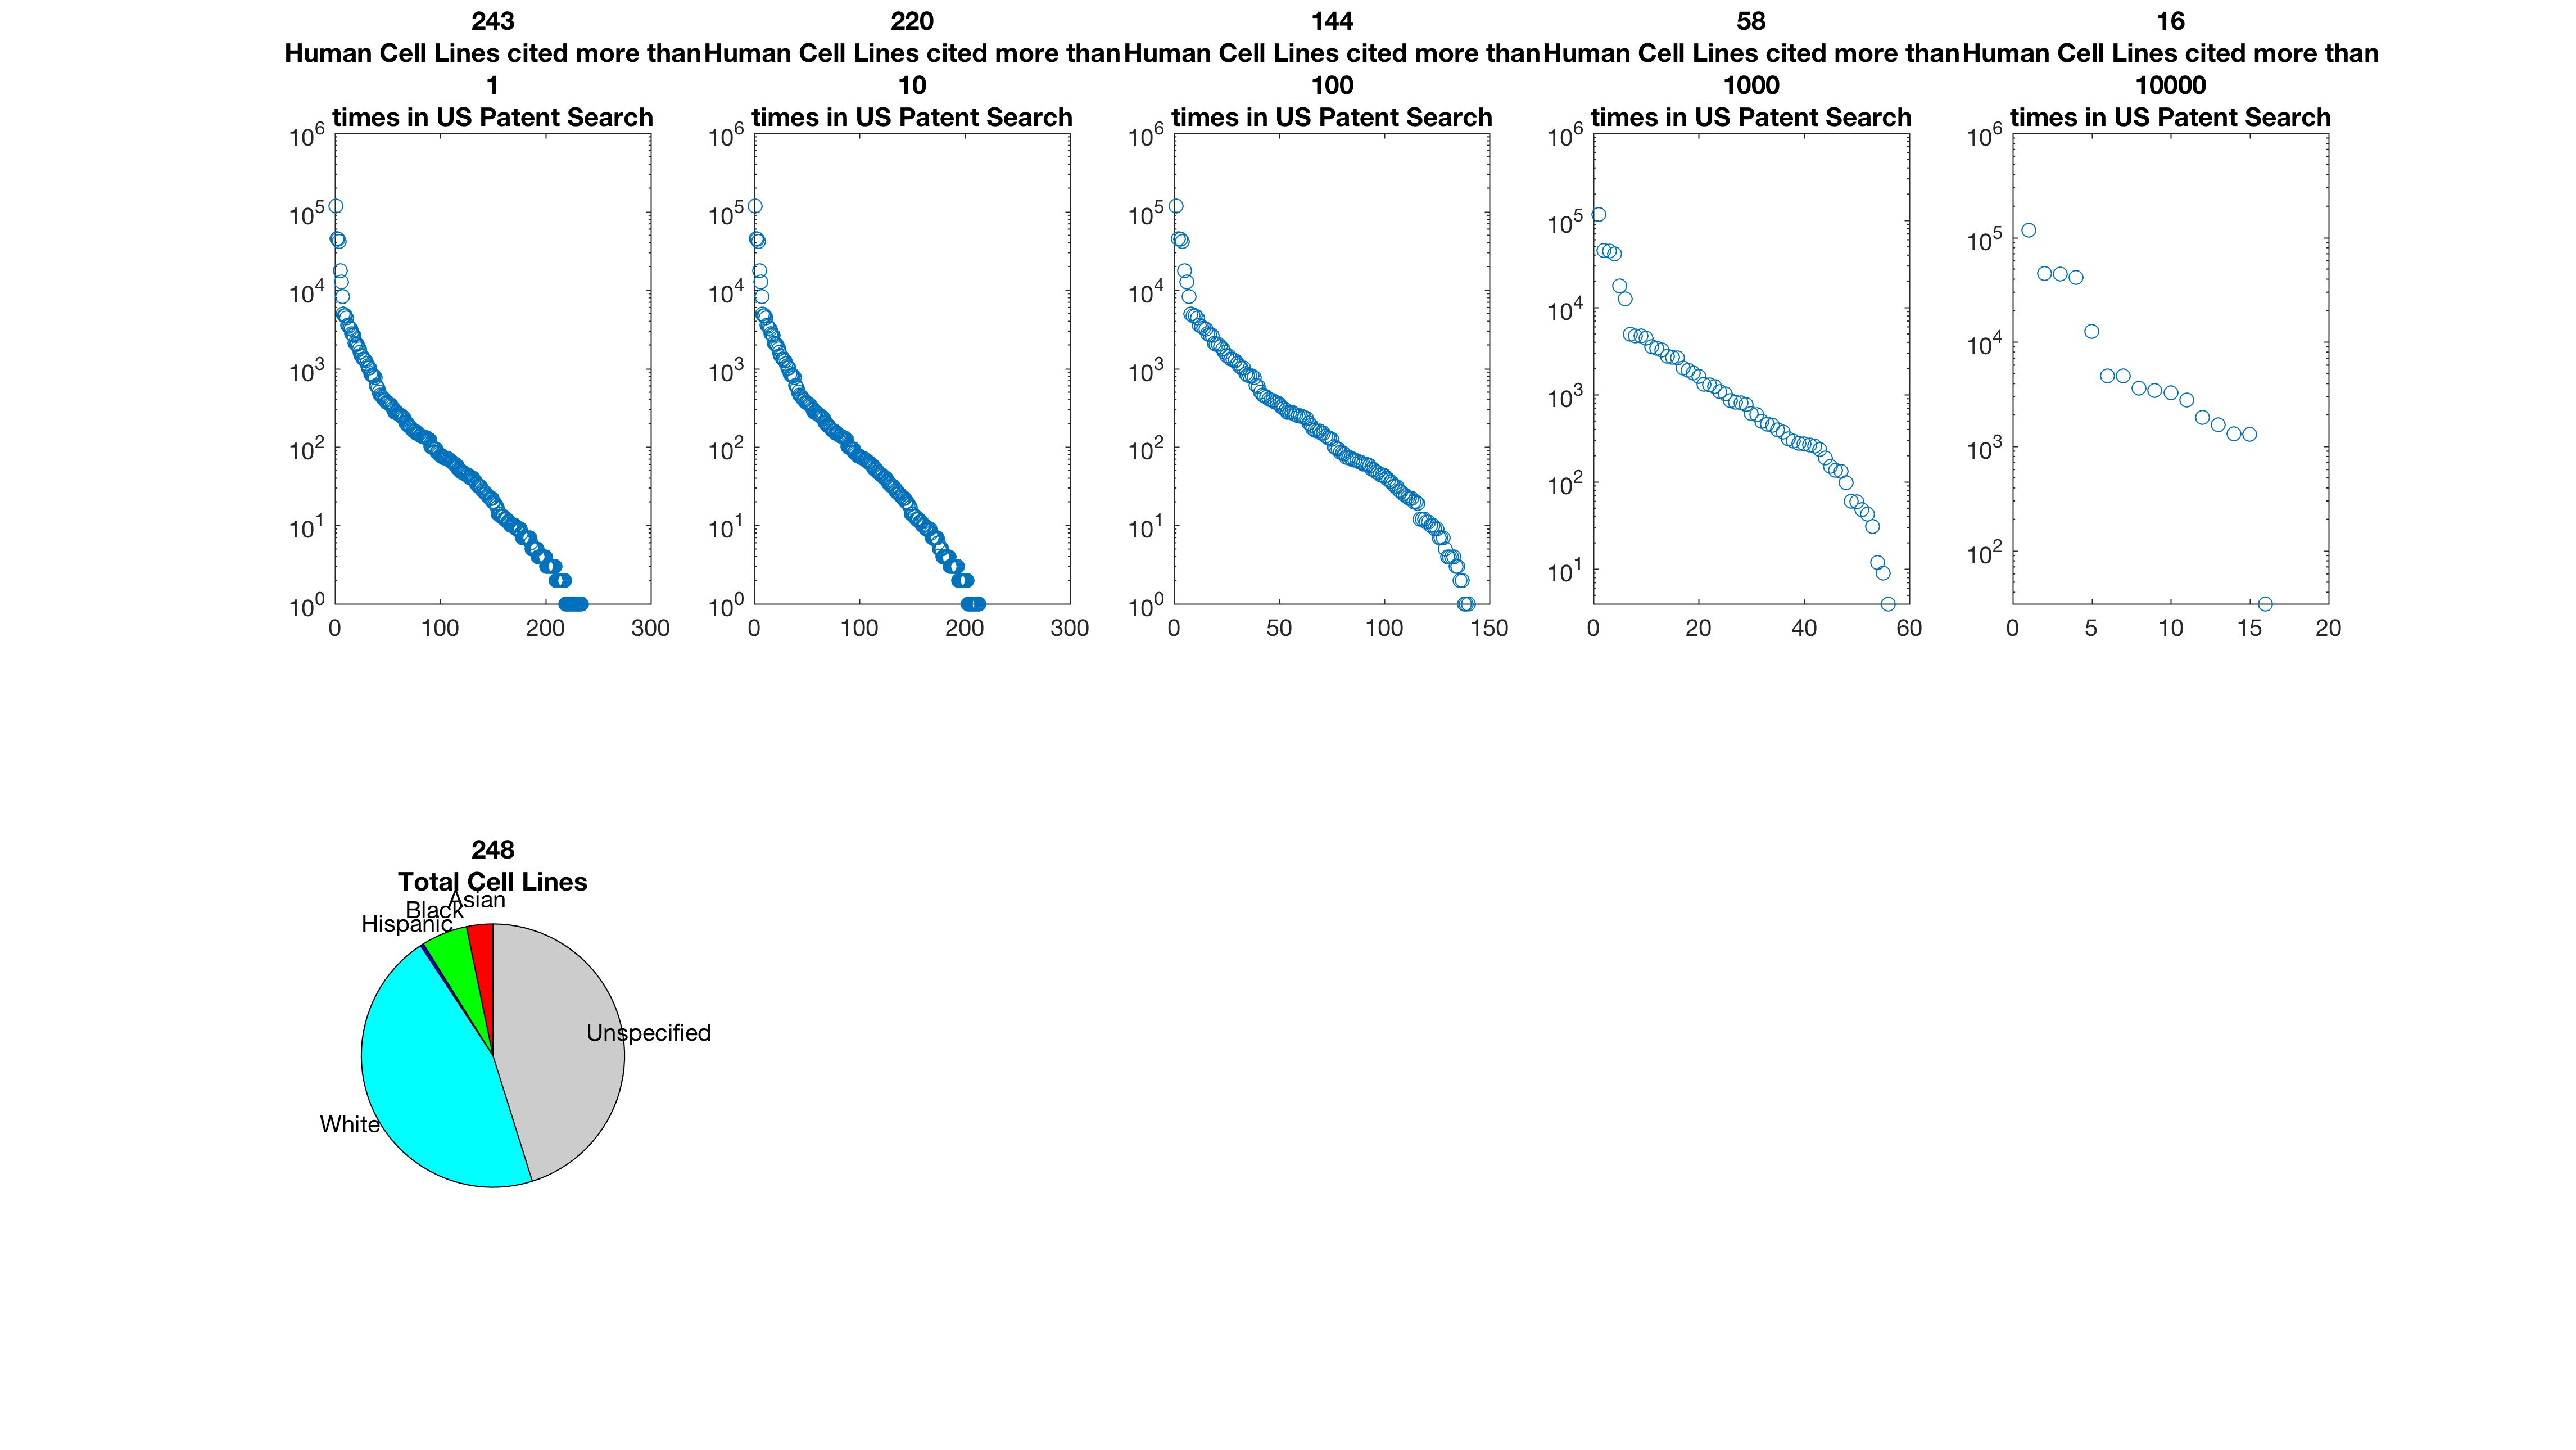 243
Human Cell Lines cited more than
1
times in US Patent Search
10^6
10^5
10^4
10^3
10^2
10^1
10^0
0 100 200 300
220
Human Cell Lines cited more than
10
times in US Patent Search
10^6
10^5
10^4
10^3
10^2
10^1
10^0
0 100 200 300
144
Human Cell Lines cited more than
100
times in US Patent Search
10^6
10^5
10^4
10^3
10^2
10^1
10^0
0 50 100 150
58
Human Cell Lines cited more than
1000
times in US Patent Search
10^6
10^5
10^4
10^3
10^2
10^1
0 20 40 60
16
Human Cell Lines cited more than
10000
times in US Patent Search
10^6
10^5
10^4
10^3
10^2
0 5 10 15 20
248
Total Cell Lines
Asian
Black
Hispanic
Unspecified
White